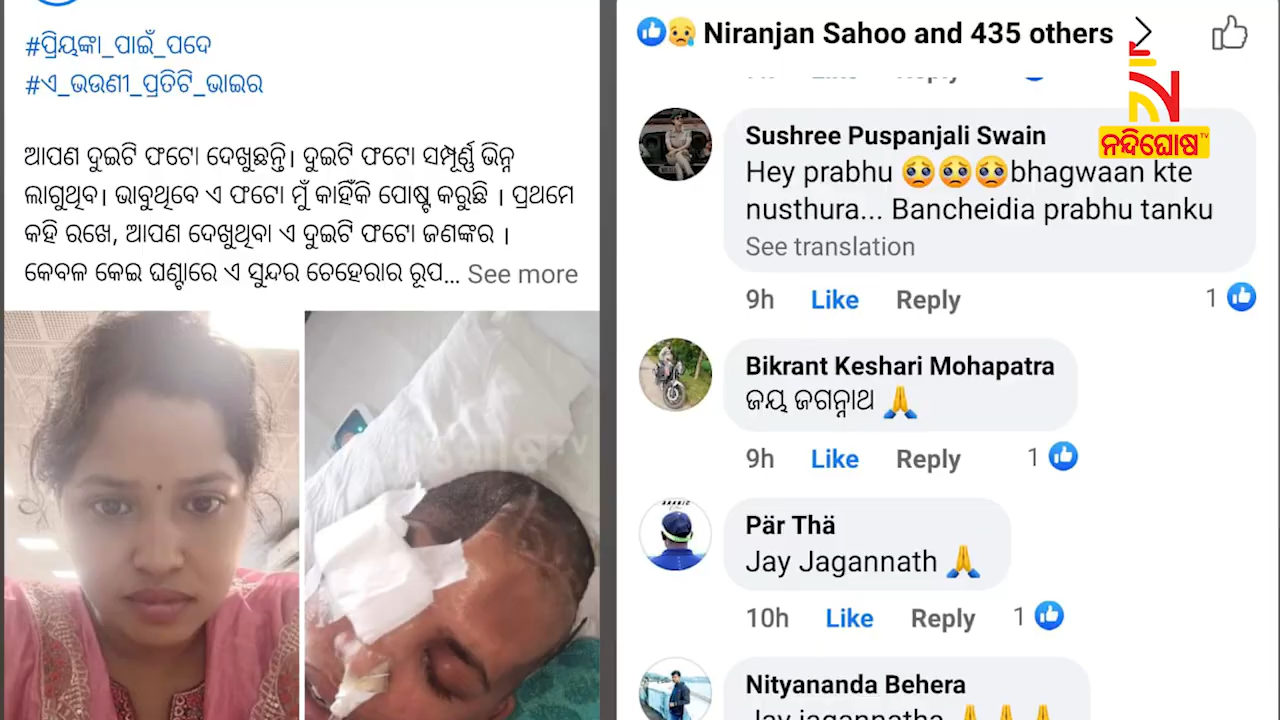 #ପ୍ରିୟଙ୍କା_ପାଇଁ_ପଦେ
#ଏ_ଭଉଣୀ_ପ୍ରତିଟି_ଭାଇର
ଆପଣ ଦୁଇଟି ଫଟୋ ଦେଖୁଛନ୍ତି। ଦୁଇଟି ଫଟୋ ସମ୍ପୂର୍ଣ୍ଣ ଭିନ୍ନ
ଲାଗୁଥିବ। ଭାବୁଥିବେ ଏ ଫଟୋ ମୁଁ କାହିଁକି ପୋଷ୍ଟ କରୁଛି । ପ୍ରଥମେ
କହି ରଖେ, ଆପଣ ଦେଖୁଥିବା ଏ ଦୁଇଟି ଫଟୋ ଜଣଙ୍କର ।
କେବଳ କେଇ ଘଣ୍ଟାରେ ଏ ସୁନ୍ଦର ଚେହେରାର ରୂପ... See more
Niranjan Sahoo and 435 others
ନନ୍ଦିଘୋଷ TV
Sushree Puspanjali Swain
Hey prabhu 🥺🥺🥺bhagwaan kte
nusthura... Bancheidia prabhu tanku
See translation
9h Like Reply 1
Bikrant Keshari Mohapatra
ଜୟ ଜଗନ୍ନାଥ 🙏
9h Like Reply 1
Pär Thä
Jay Jagannath 🙏
10h Like Reply 1
Nityananda Behera
Jay jagannatha 🙏🙏🙏